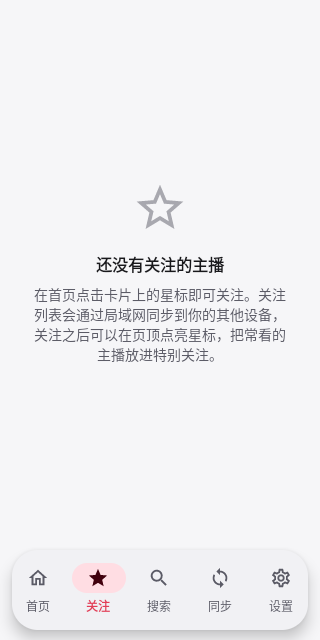 还没有关注的主播
在首页点击卡片上的星标即可关注。关注
列表会通过局域网同步到你的其他设备，
关注之后可以在页顶点亮星标，把常看的
主播放进特别关注。
首页
关注
搜索
同步
设置